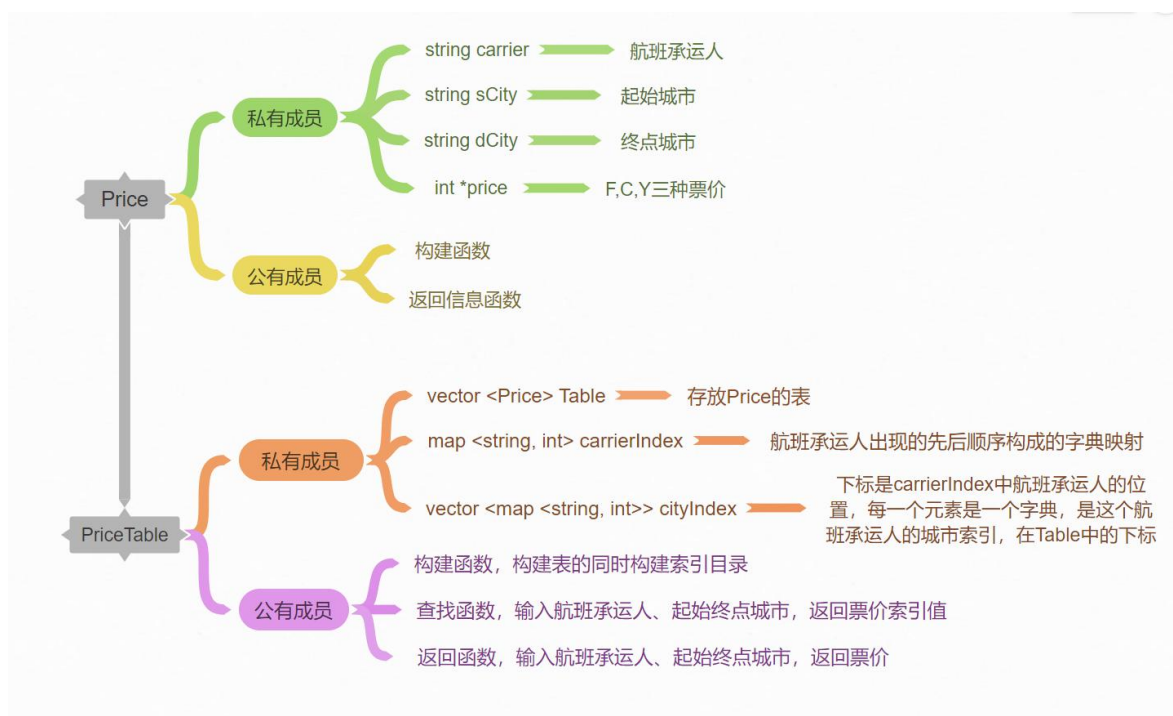 string carrier 航班承运人
string sCity 起始城市
私有成员
string dCity 终点城市
int *price F,C,Y三种票价
Price
构建函数
公有成员
返回信息函数
vector <Price> Table 存放Price的表
map <string, int> carrierIndex 航班承运人出现的先后顺序构成的字典映射
私有成员
vector <map <string, int>> cityIndex
下标是carrierIndex中航班承运人的位
置，每一个元素是一个字典，是这个航
班承运人的城市索引，在Table中的下标
PriceTable
构建函数，构建表的同时构建索引目录
公有成员
查找函数，输入航班承运人、起始终点城市，返回票价索引值
返回函数，输入航班承运人、起始终点城市，返回票价